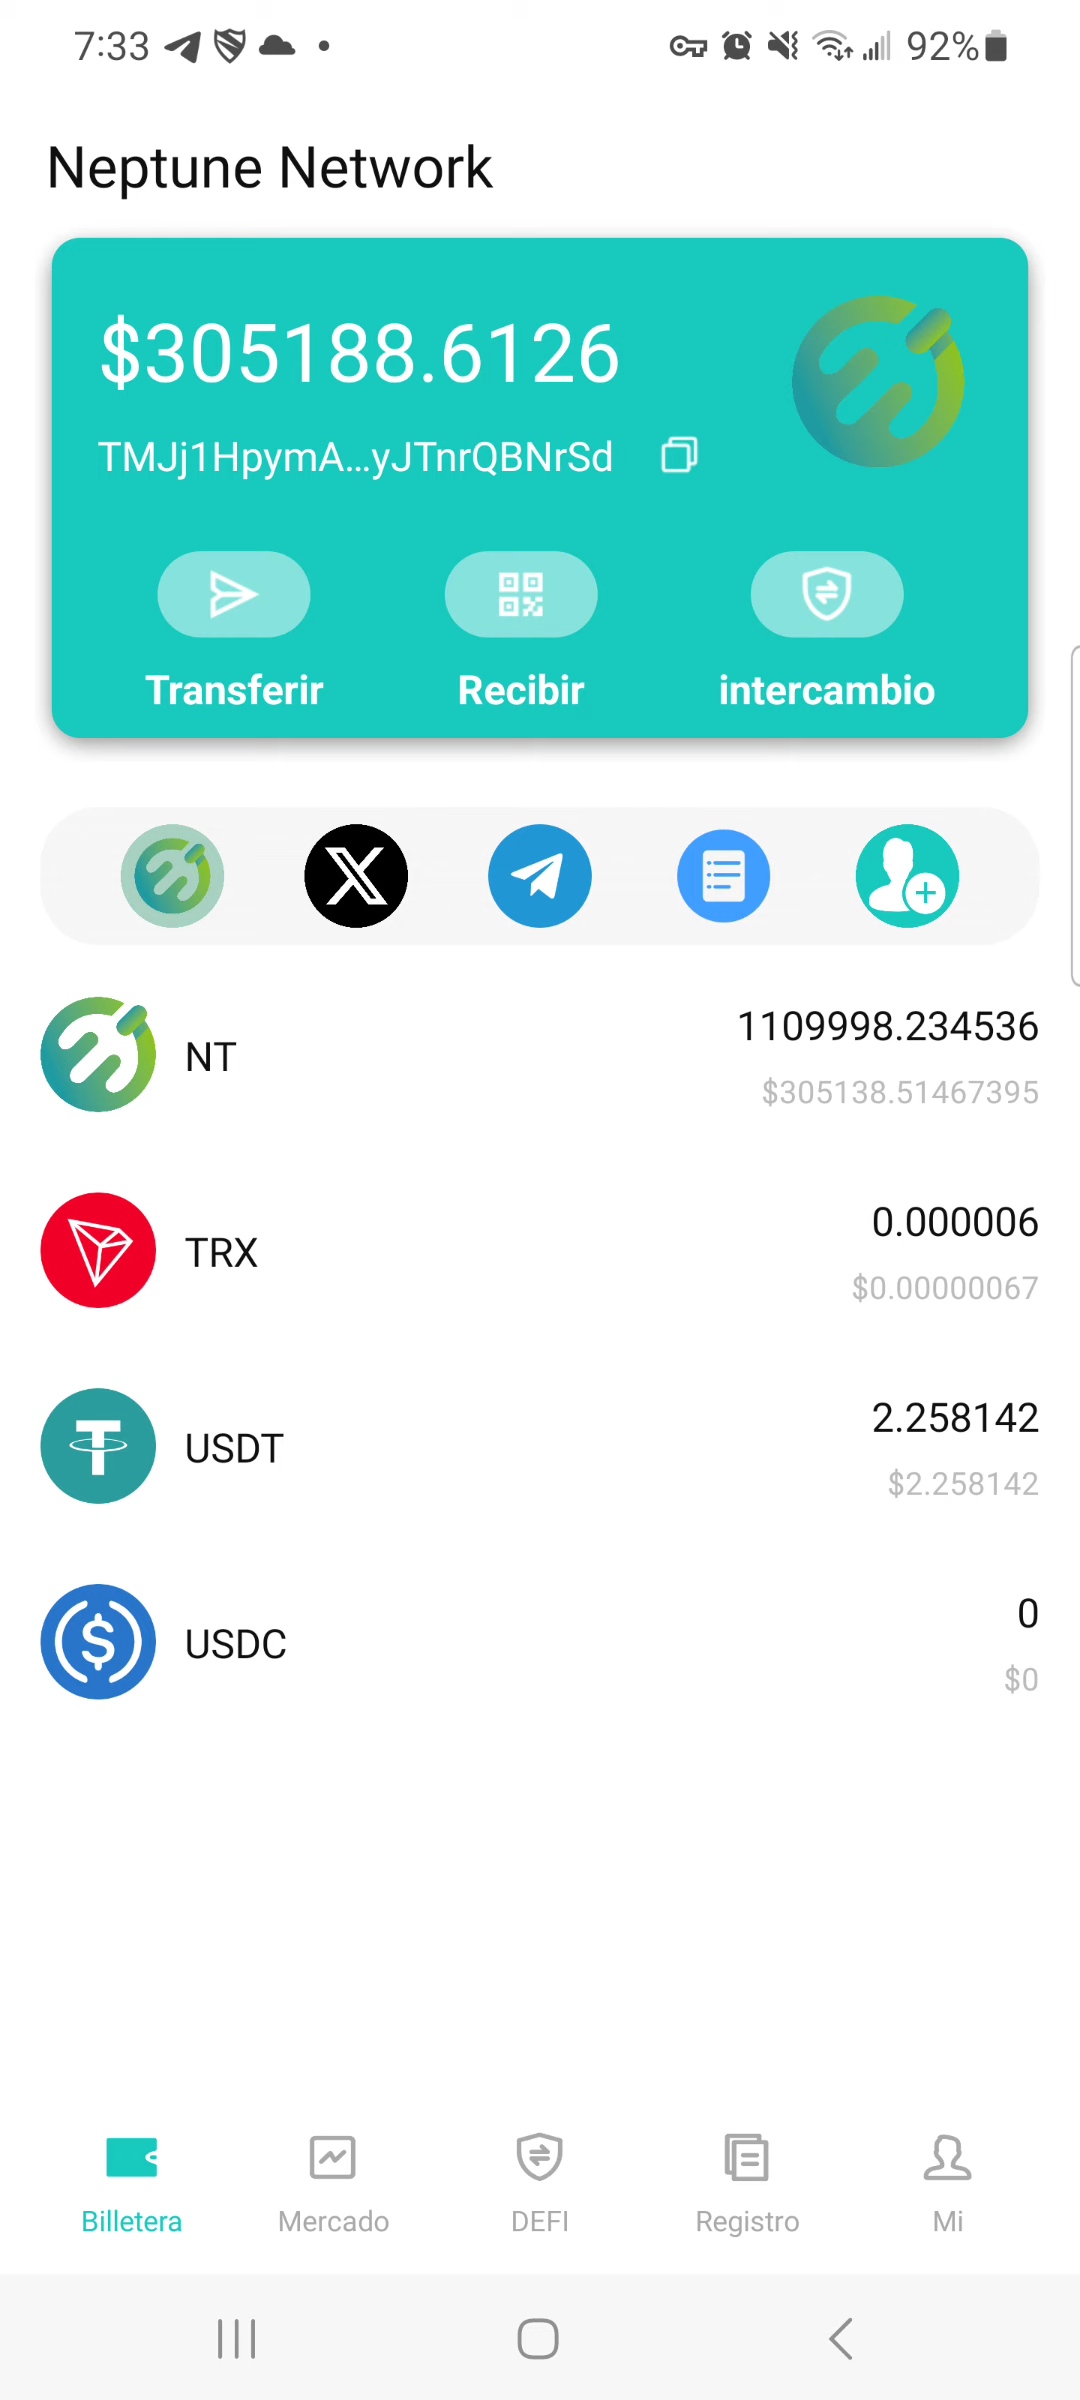 7:33 92%
Neptune Network
$305188.6126
TMJj1HpymA...yJTnrQBNrSd
Transferir Recibir intercambio
NT 1109998.234536
$305138.51467395
TRX 0.000006
$0.00000067
USDT 2.258142
$2.258142
USDC 0
$0
Billetera Mercado DEFI Registro Mi